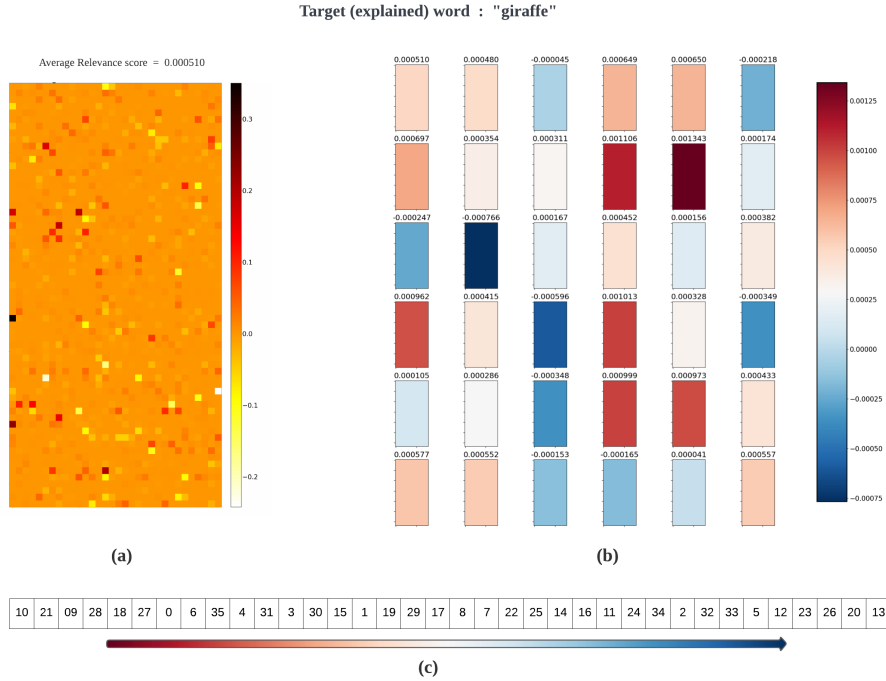 Target (explained) word : "giraffe"
Average Relevance score = 0.000510
0.3
0.2
0.1
0.0
−0.1
−0.2
0.000510 0.000480 -0.000045 0.000649 0.000650 -0.000218
0.000697 0.000354 0.000311 0.001106 0.001343 0.000174
-0.000247 -0.000766 0.000167 0.000452 0.000156 0.000382
0.000962 0.000415 -0.000596 0.001013 0.000328 -0.000349
0.000105 0.000286 -0.000348 0.000999 0.000973 0.000433
0.000577 0.000552 -0.000153 -0.000165 0.000041 0.000557
0.00125
0.00100
0.00075
0.00050
0.00025
0.00000
−0.00025
−0.00050
−0.00075
(a)
(b)
10 21 09 28 18 27 0 6 35 4 31 3 30 15 1 19 29 17 8 7 22 25 14 16 11 24 34 2 32 33 5 12 23 26 20 13
(c)